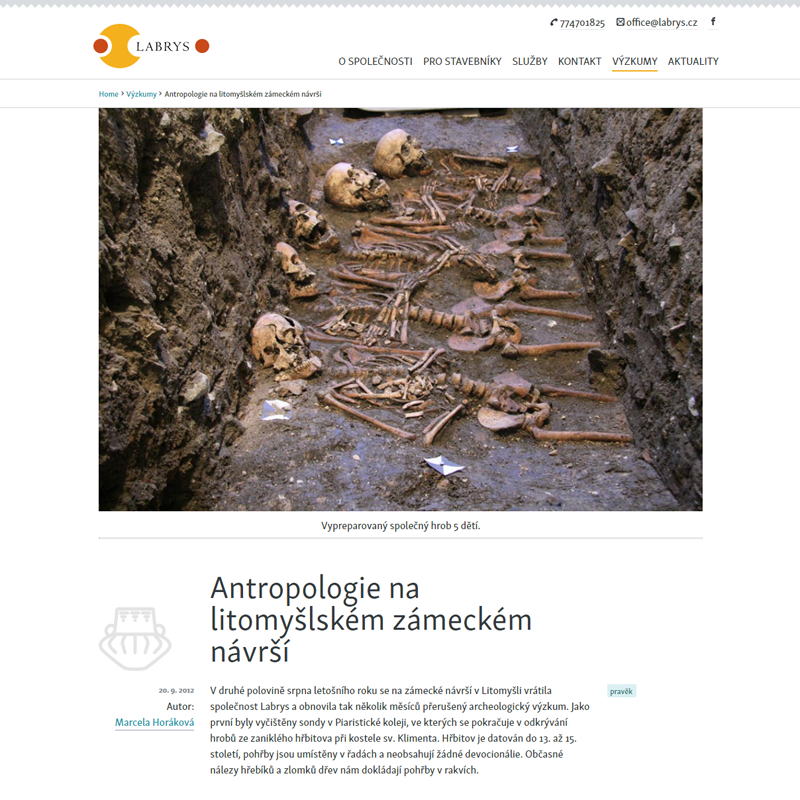 LABRYS
774701825 office@labrys.cz
O SPOLEČNOSTI PRO STAVEBNÍKY SLUŽBY KONTAKT VÝZKUMY AKTUALITY
Home > Výzkumy > Antropologie na litomyšlském zámeckém návrší
Vypreparovaný společný hrob 5 dětí.
Antropologie na
litomyšlském zámeckém
návrší
20. 9. 2012
Autor:
Marcela Horáková
V druhé polovině srpna letošního roku se na zámecké návrší v Litomyšli vrátila
společnost Labrys a obnovila tak několik měsíců přerušený archeologický výzkum. Jako
první byly vyčištěny sondy v Piaristické koleji, ve kterých se pokračuje v odkrývání
hrobů ze zaniklého hřbitova při kostele sv. Klimenta. Hřbitov je datován do 13. až 15.
století, pohřby jsou umístěny v řadách a neobsahují žádné devocionálie. Občasné
nálezy hřebíků a zlomků dřev nám dokládají pohřby v rakvích.
pravěk